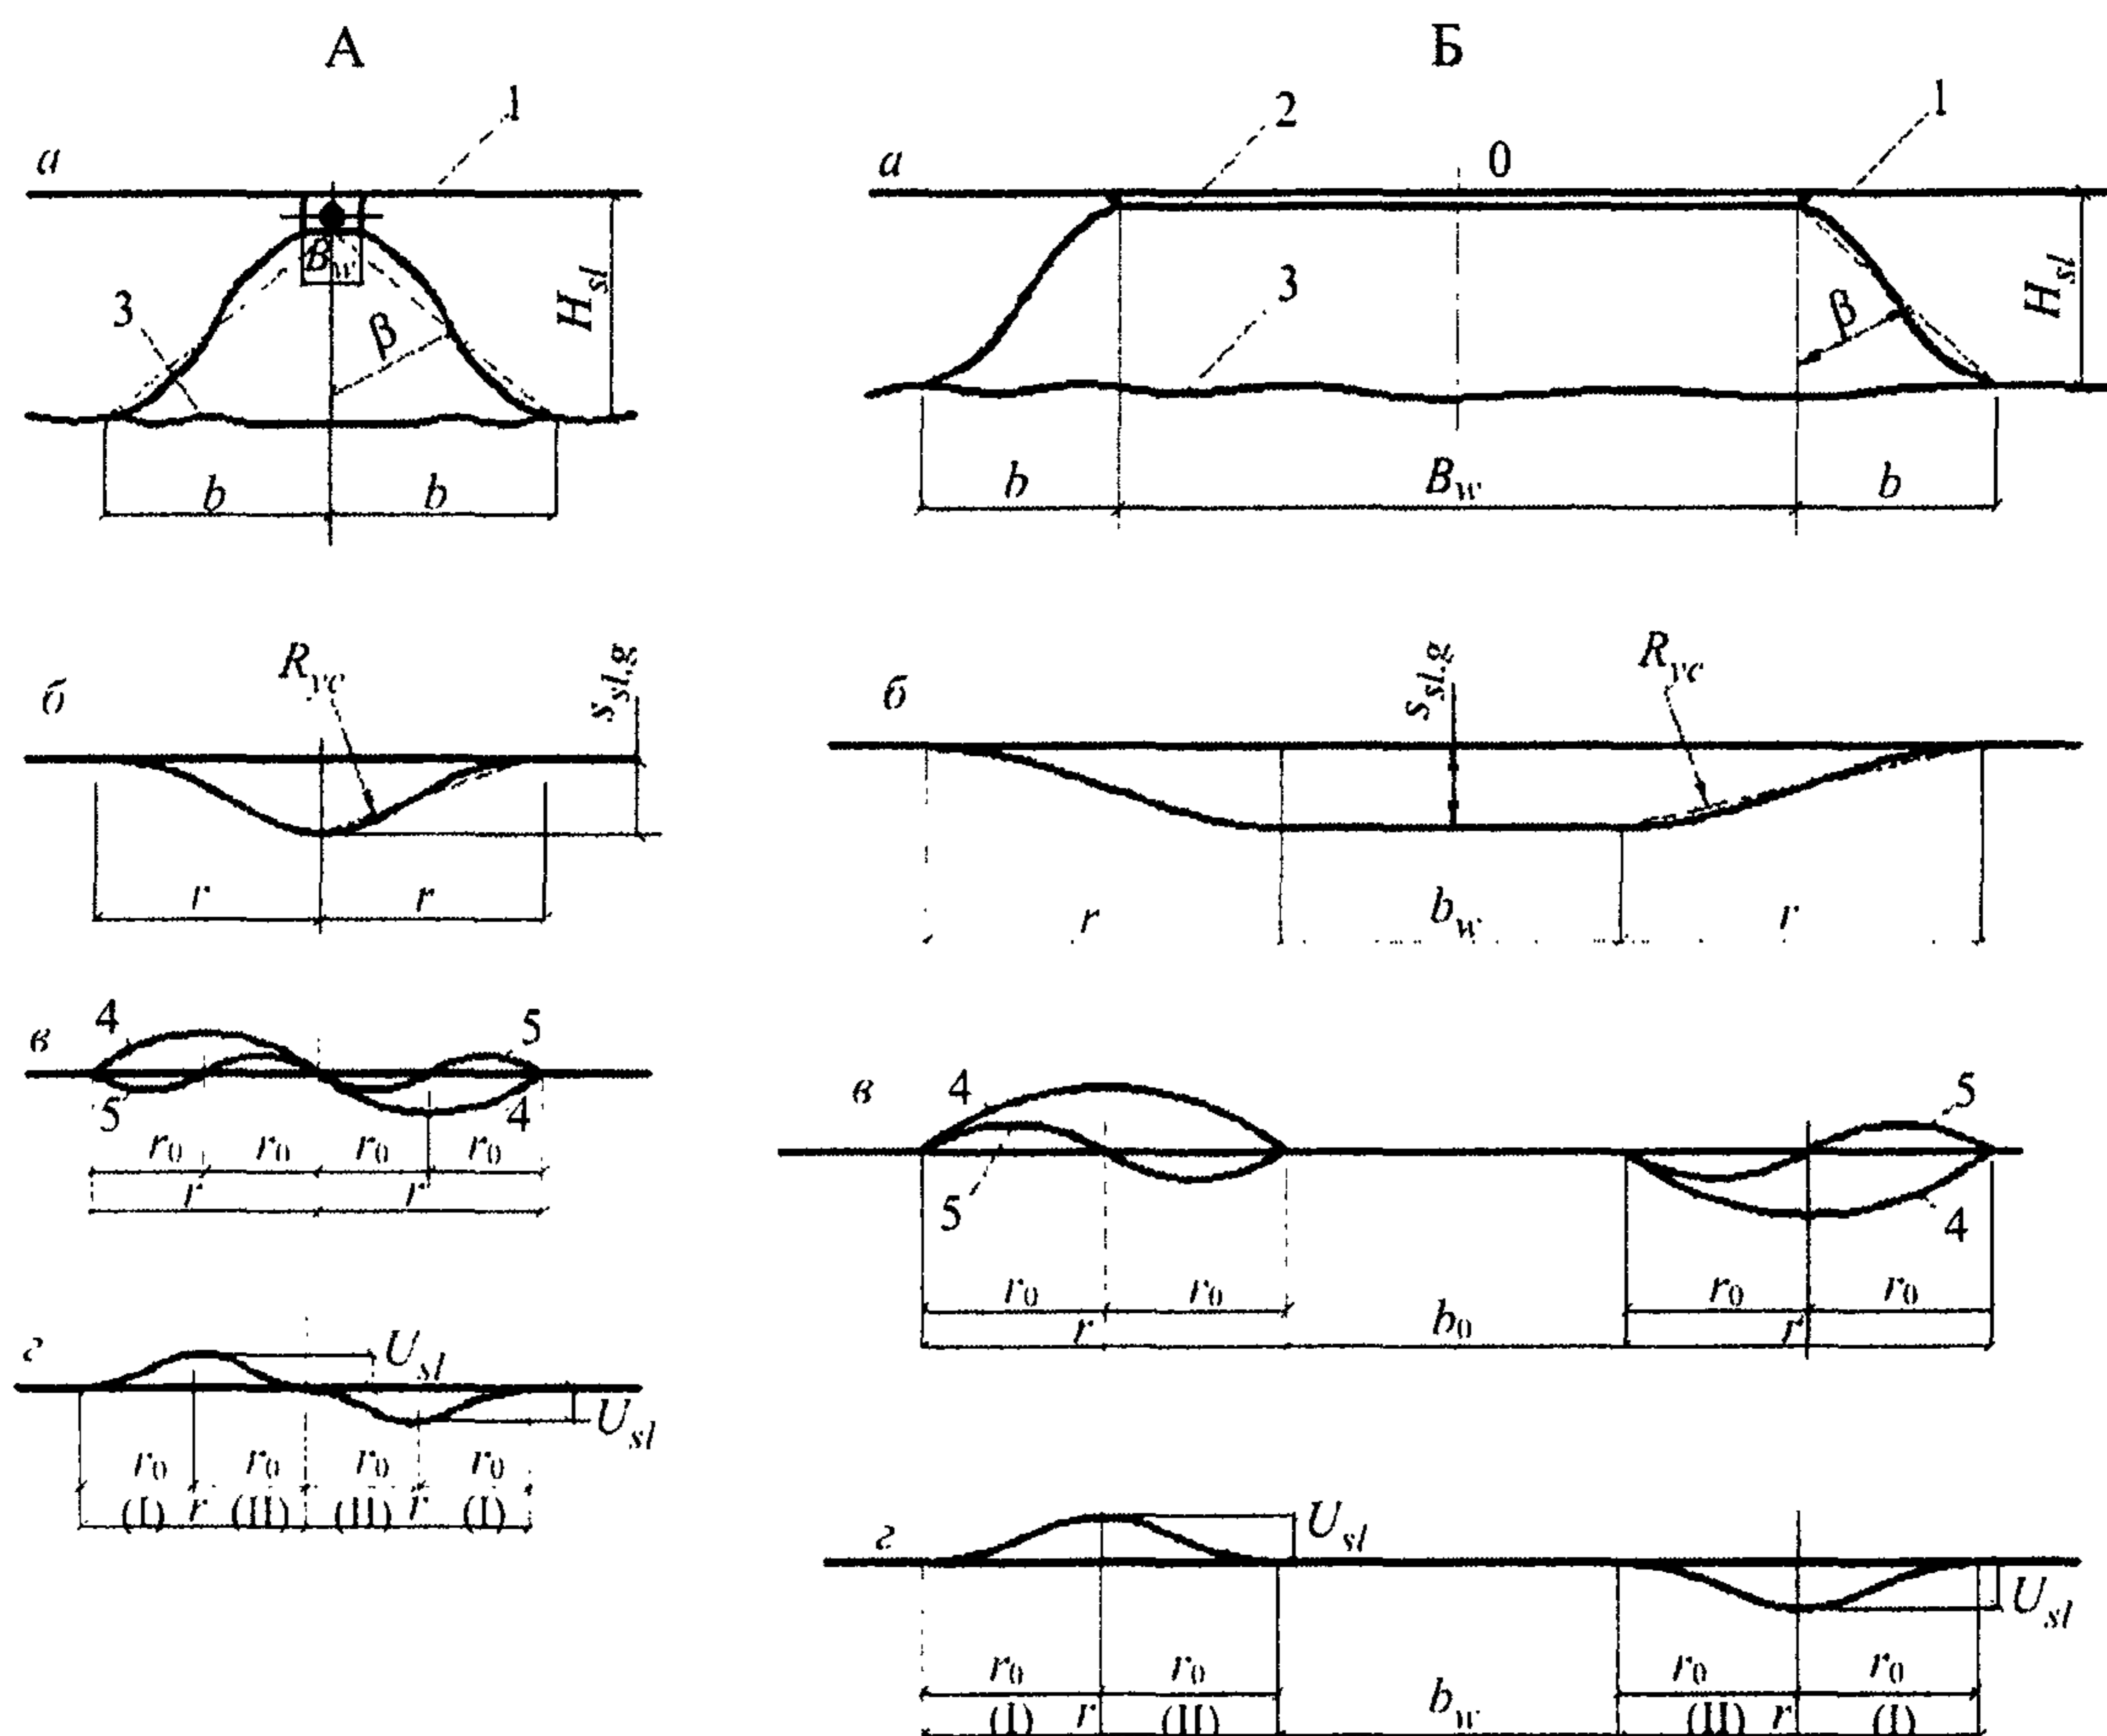 А
Б
1
а
B_w
3
β
H_sl
b b
2
0
1
а
3
β
H_sl
b B_w b
б
R_yc
s_sl,g
r r
б
s_sl,g
R_yc
r b_w r
в
4
5
5
4
r_0 r_0 r_0 r_0
r r
в
4
5
5
4
r_0 r_0 r_0 r_0
r b_0 r
г
U_sl
U_sl
r_0 r_0 r_0 r_0
(I) r (II) (II) r (I)
г
U_sl
U_sl
r_0 r_0 b_w r_0 r_0
(I) r (II) (II) r (I)